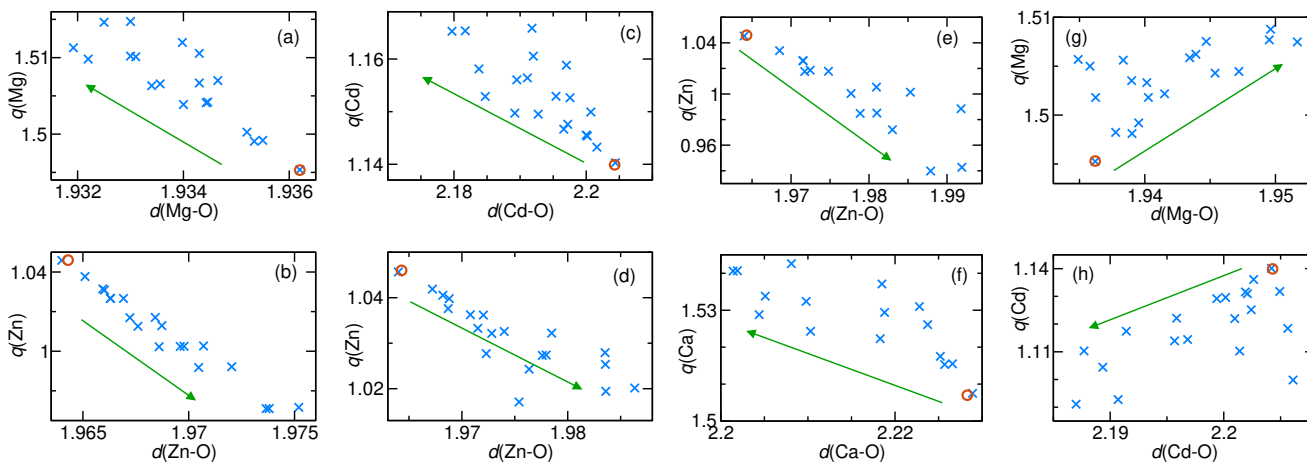 (a)
q(Mg)
1.51
1.5
1.932
1.934
1.936
d(Mg-O)
(c)
q(Cd)
1.16
1.14
2.18
2.2
d(Cd-O)
(e)
q(Zn)
1.04
1
0.96
1.97
1.98
1.99
d(Zn-O)
(g)
q(Mg)
1.51
1.5
1.94
1.95
d(Mg-O)
(b)
q(Zn)
1.04
1
1.965
1.97
1.975
d(Zn-O)
(d)
q(Zn)
1.04
1.02
1.97
1.98
d(Zn-O)
(f)
q(Ca)
1.53
1.5
2.2
2.22
d(Ca-O)
(h)
q(Cd)
1.14
1.11
2.19
2.2
d(Cd-O)